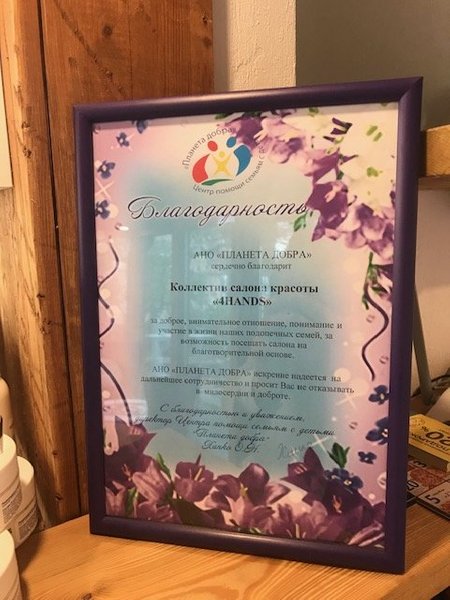 «Планета добра»
Центр помощи семьям с де
Благодарность
АНО «ПЛАНЕТА ДОБРА»
сердечно благодарит
Коллектив салона красоты
«4HANDS»
за доброе, внимательное отношение, понимание и
участие в жизни наших подопечных семей, за
возможность посещать салона на
благотворительной основе.
АНО «ПЛАНЕТА ДОБРА» искренне надеется на
дальнейшее сотрудничество и просит Вас не отказывать
в милосердии и доброте.
С благодарностью и уважением,
директор Центра помощи семьям с детьми
"Планета добра"